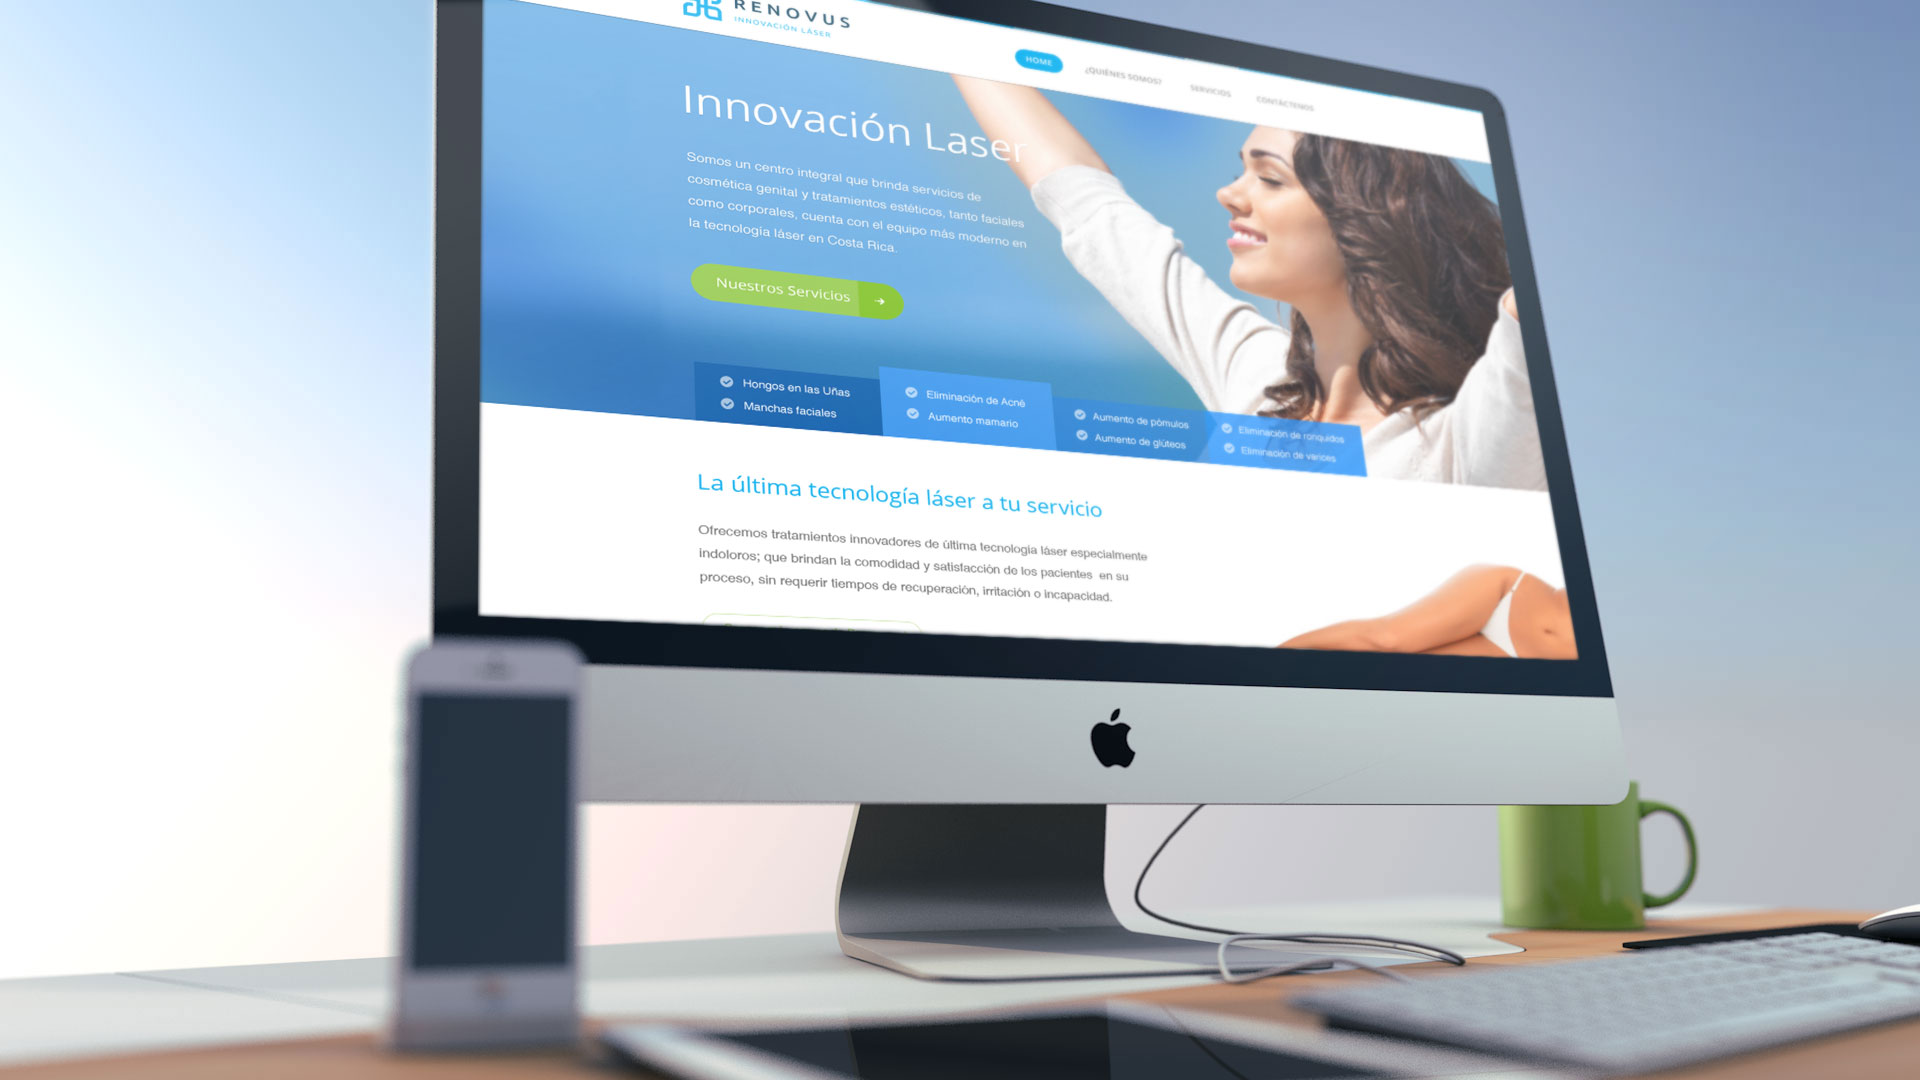 RENOVUS
INNOVACIÓN LÁSER
HOME
¿QUIÉNES SOMOS?
SERVICIOS
CONTÁCTENOS
Innovación Laser
Somos un centro integral que brinda servicios de
cosmética genital y tratamientos estéticos, tanto faciales
como corporales, cuenta con el equipo más moderno en
la tecnología láser en Costa Rica.
Nuestros Servicios
Hongos en las Uñas
Manchas faciales
Eliminación de Acné
Aumento mamario
Aumento de pómulos
Aumento de glúteos
Eliminación de ronquidos
Eliminación de varices
La última tecnología láser a tu servicio
Ofrecemos tratamientos innovadores de última tecnología láser especialmente
indoloros; que brindan la comodidad y satisfacción de los pacientes en su
proceso, sin requerir tiempos de recuperación, irritación o incapacidad.